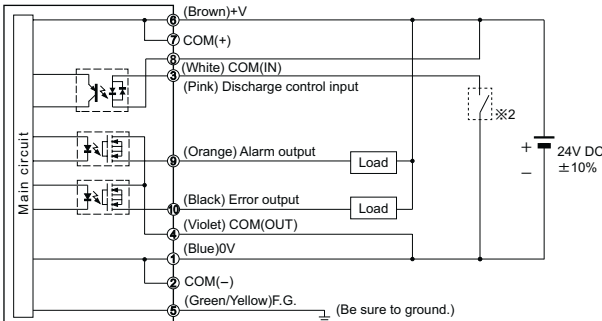 Main circuit
⑥ (Brown)+V
⑦ COM(+)
⑧
③ (White) COM(IN)
(Pink) Discharge control input
※2
⑨ (Orange) Alarm output
Load
⑩ (Black) Error output
Load
④ (Violet) COM(OUT)
① (Blue)0V
② COM(−)
⑤ (Green/Yellow)F.G.
(Be sure to ground.)
+
−
24V DC
±10%